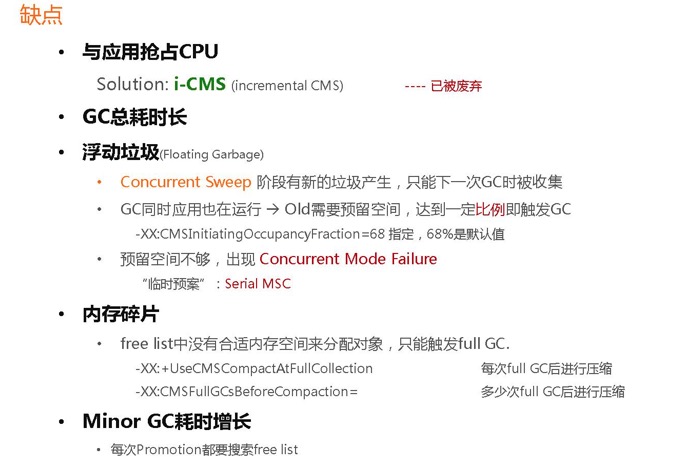 缺点
• 与应用抢占CPU
Solution: i-CMS (incremental CMS) ---- 已被废弃
• GC总耗时长
• 浮动垃圾(Floating Garbage)
• Concurrent Sweep 阶段有新的垃圾产生，只能下一次GC时被收集
• GC同时应用也在运行 → Old需要预留空间，达到一定比例即触发GC
-XX:CMSInitiatingOccupancyFraction=68 指定，68%是默认值
• 预留空间不够，出现 Concurrent Mode Failure
“临时预案”：Serial MSC
• 内存碎片
• free list中没有合适内存空间来分配对象，只能触发full GC.
-XX:+UseCMSCompactAtFullCollection 每次full GC后进行压缩
-XX:CMSFullGCsBeforeCompaction= 多少次full GC后进行压缩
• Minor GC耗时增长
• 每次Promotion都要搜索free list